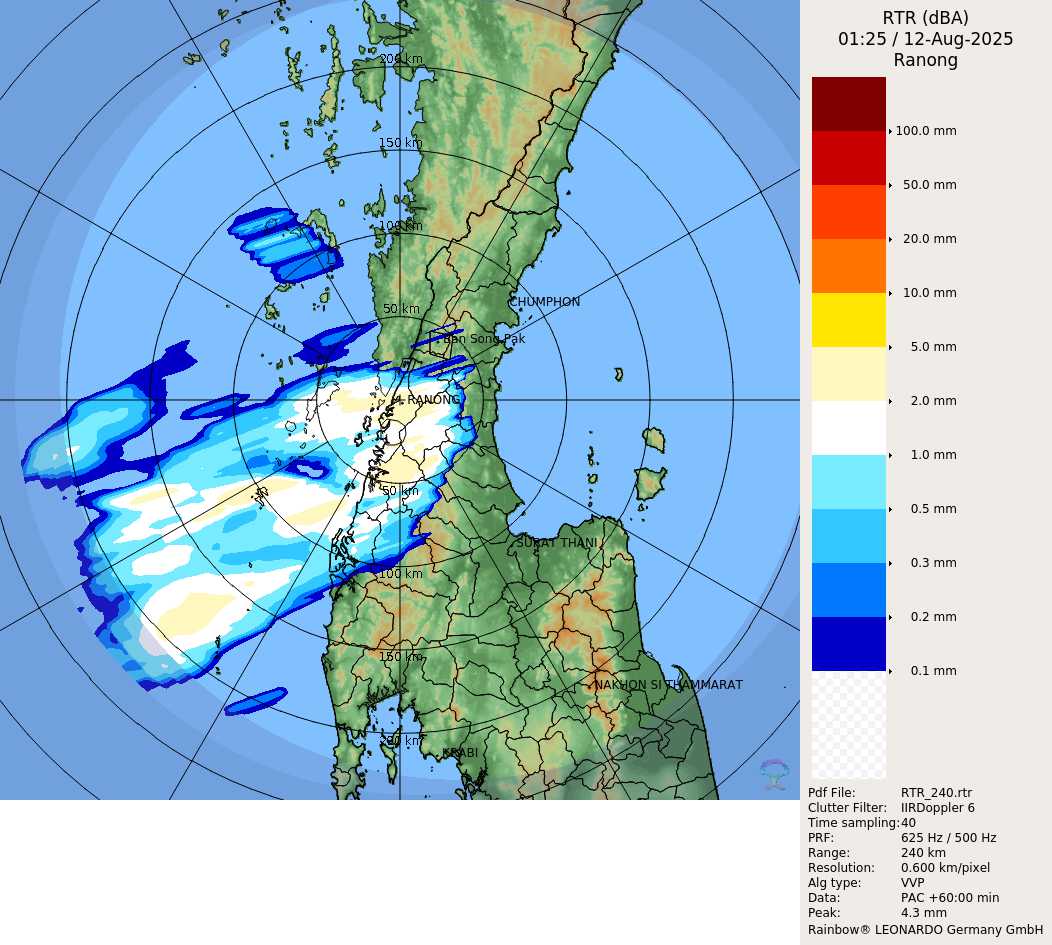 RTR (dBA)
01:25 / 12-Aug-2025
Ranong
200 km
150 km
100 km
50 km
CHUMPHON
Ban Song Pak
RANONG
50 km
SURAT THANI
100 km
150 km
NAKHON SI THAMMARAT
200 km
KRABI
100.0 mm
50.0 mm
20.0 mm
10.0 mm
5.0 mm
2.0 mm
1.0 mm
0.5 mm
0.3 mm
0.2 mm
0.1 mm
Pdf File: RTR_240.rtr
Clutter Filter: IIRDoppler 6
Time sampling: 40
PRF: 625 Hz / 500 Hz
Range: 240 km
Resolution: 0.600 km/pixel
Alg type: VVP
Data: PAC +60:00 min
Peak: 4.3 mm
Rainbow® LEONARDO Germany GmbH